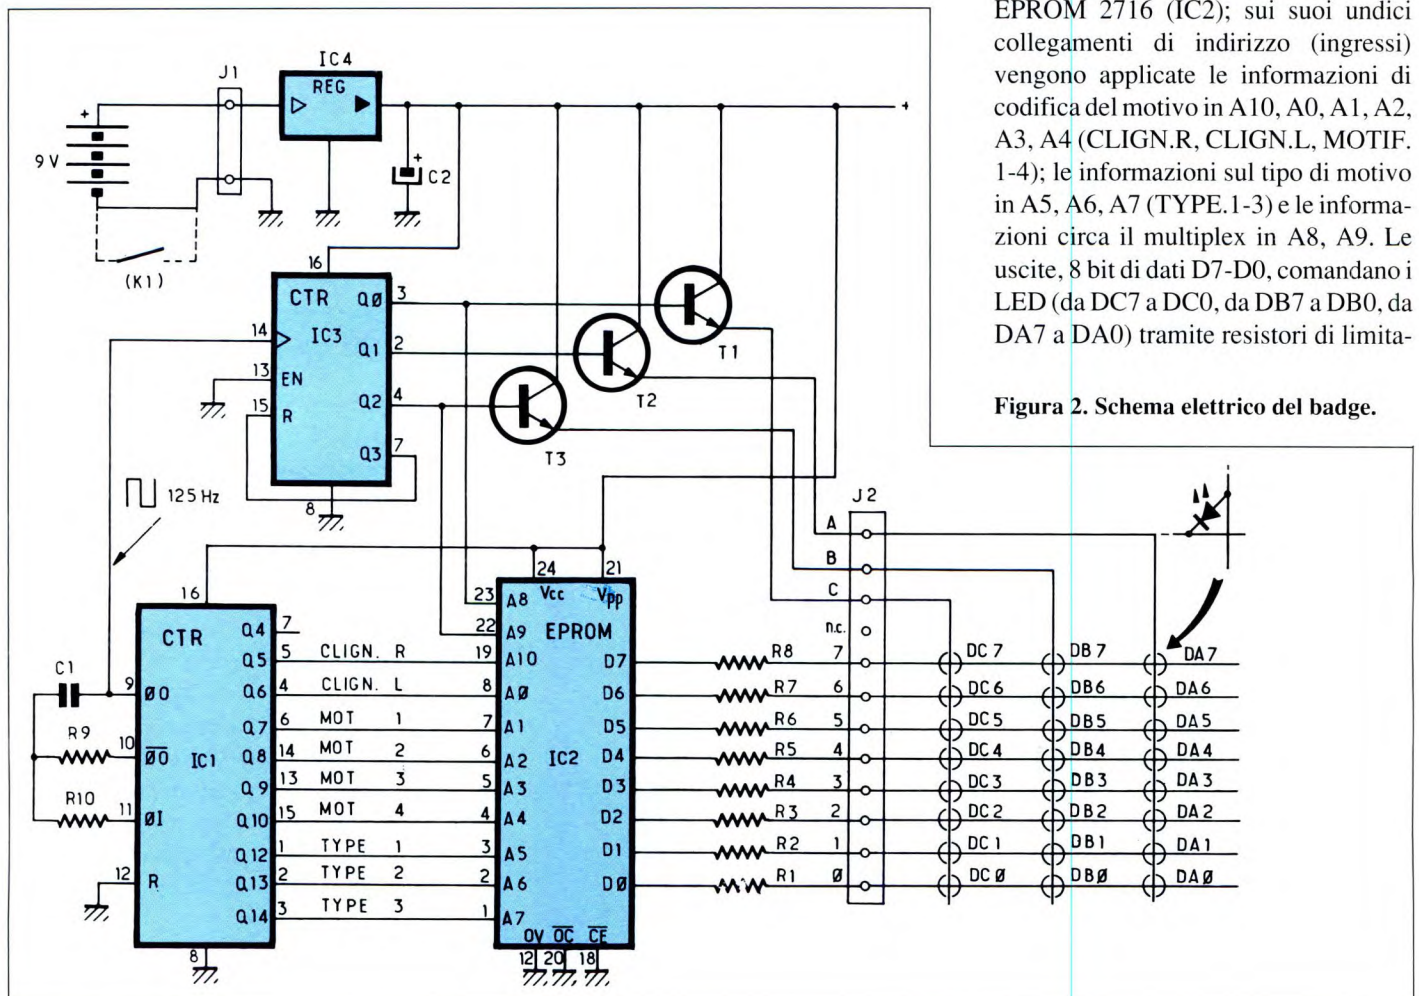 EPROM 2716 (IC2); sui suoi undici
collegamenti di indirizzo (ingressi)
vengono applicate le informazioni di
codifica del motivo in A10, A0, A1, A2,
A3, A4 (CLIGN.R, CLIGN.L, MOTIF.
1-4); le informazioni sul tipo di motivo
in A5, A6, A7 (TYPE.1-3) e le informa-
zioni circa il multiplex in A8, A9. Le
uscite, 8 bit di dati D7-D0, comandano i
LED (da DC7 a DC0, da DB7 a DB0, da
DA7 a DA0) tramite resistori di limita-
Figura 2. Schema elettrico del badge.
IC4
J1
REG
+
+
+
9 V
C2
(K1)
16
CTR
QØ 3
14
IC3
Q1 2
T1
13 EN
T2
15 R
Q2 4
T3
Q3 7
8
125 Hz
J2
A
B
C
n.c.
16
24
21
Vcc
Vpp
CTR
Q4 7
23 A8
22 A9
EPROM
Q5 5 CLIGN. R 19 A10
D7 R8 7 DC 7 DB 7 DA7
C1
9 ØO
Q6 4 CLIGN. L 8 AØ
D6 R7 6 DC 6 DB6 DA6
Q7 6 MOT 1 7 A1
D5 R6 5 DC 5 DB5 DA5
R9
10 ØO IC1
Q8 14 MOT 2 6 A2
IC2
D4 R5 4 DC 4 DB4 DA4
Q9 13 MOT 3 5 A3
D3 R4 3 DC 3 DB3 DA3
R10
11 ØI
Q10 15 MOT 4 4 A4
D2 R3 2 DC 2 DB2 DA2
Q12 1 TYPE 1 3 A5
D1 R2 1 DC 1 DB1 DA1
12 R
Q13 2 TYPE 2 2 A6
DØ R1 Ø DC Ø DBØ DAØ
Q14 3 TYPE 3 1 A7
8
OV OC CE
12 20 18